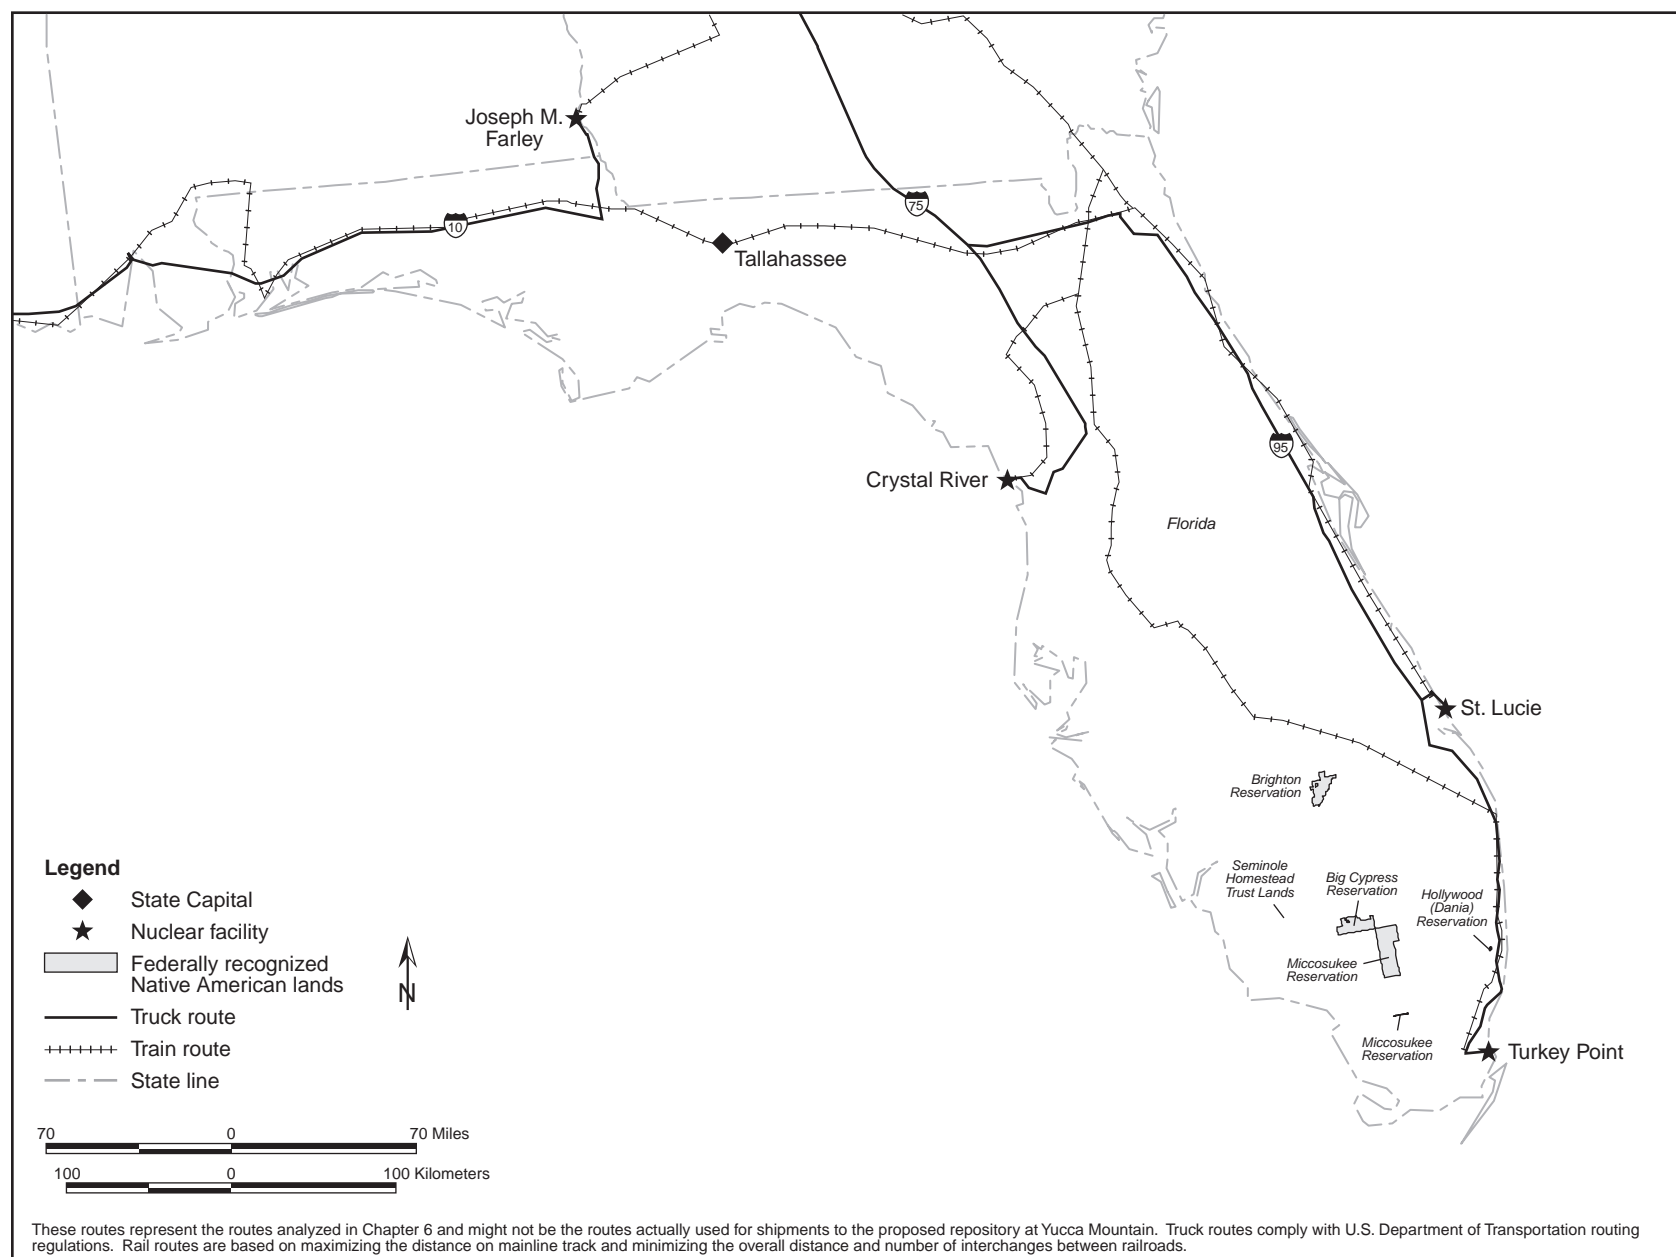 Joseph M.
Farley
75
10
Tallahassee
95
Crystal River
Florida
St. Lucie
Brighton
Reservation
Seminole
Homestead
Trust Lands
Big Cypress
Reservation
Hollywood
(Dania)
Reservation
Miccosukee
Reservation
Miccosukee
Reservation
Turkey Point
Legend
State Capital
Nuclear facility
Federally recognized
Native American lands
Truck route
Train route
State line
N
70 0 70 Miles
100 0 100 Kilometers
These routes represent the routes analyzed in Chapter 6 and might not be the routes actually used for shipments to the proposed repository at Yucca Mountain. Truck routes comply with U.S. Department of Transportation routing
regulations. Rail routes are based on maximizing the distance on mainline track and minimizing the overall distance and number of interchanges between railroads.